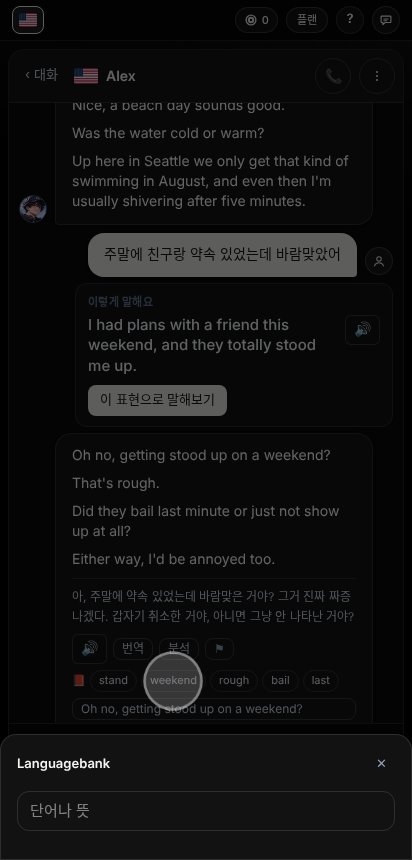 0
플랜
?
‹ 대화
Alex
Nice, a beach day sounds good.
Was the water cold or warm?
Up here in Seattle we only get that kind of
swimming in August, and even then I'm
usually shivering after five minutes.
주말에 친구랑 약속 있었는데 바람맞았어
이렇게 말해요
I had plans with a friend this
weekend, and they totally stood
me up.
이 표현으로 말해보기
Oh no, getting stood up on a weekend?
That's rough.
Did they bail last minute or just not show
up at all?
Either way, I'd be annoyed too.
아, 주말에 약속 있었는데 바람맞은 거야? 그거 진짜 짜증
나겠다. 갑자기 취소한 거야, 아니면 그냥 안 나타난 거야?
번역 분석
stand weekend rough bail last
Oh no, getting stood up on a weekend?
Languagebank ×
단어나 뜻